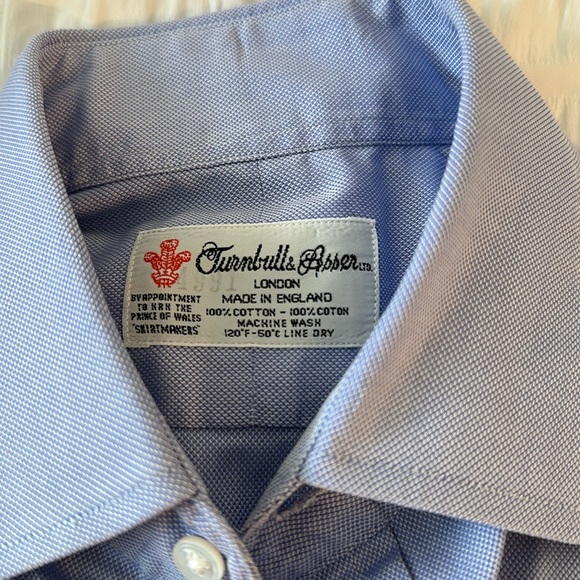 Turnbull & Asser LTD.
LONDON
MADE IN ENGLAND
100% COTTON - 100% COTON
MACHINE WASH
120°F-50°C LINE DRY
BY APPOINTMENT
TO HRH THE
PRINCE OF WALES
"SHIRTMAKERS"